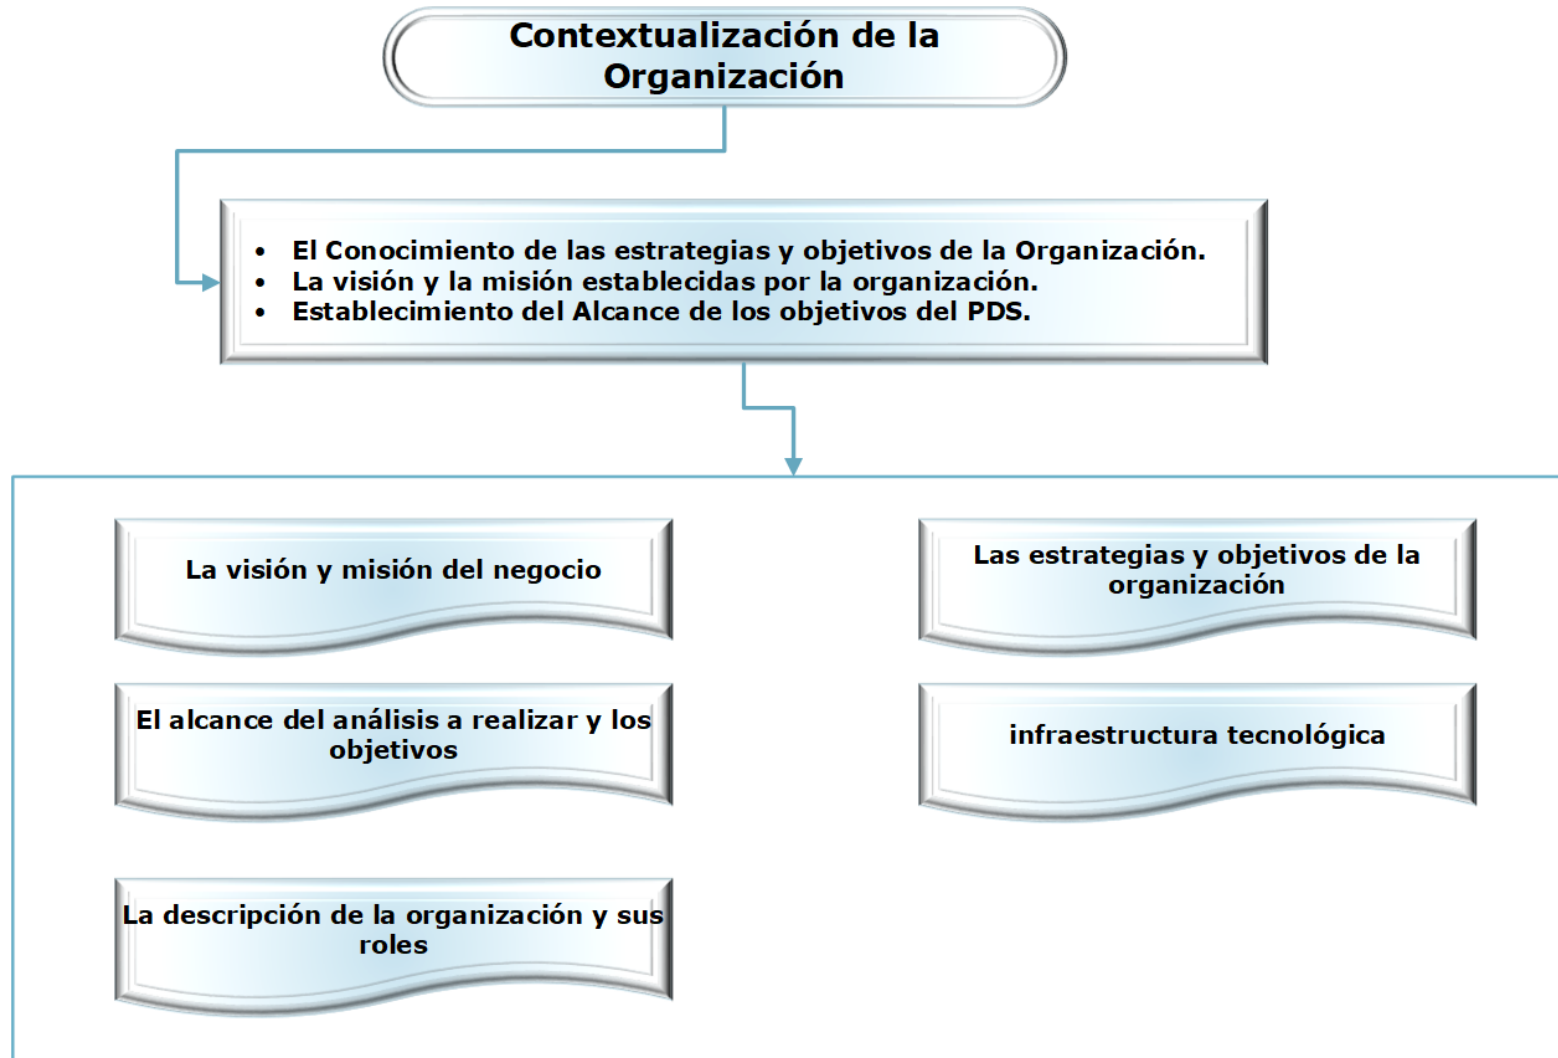 Contextualización de la
Organización
• El Conocimiento de las estrategias y objetivos de la Organización.
• La visión y la misión establecidas por la organización.
• Establecimiento del Alcance de los objetivos del PDS.
La visión y misión del negocio
Las estrategias y objetivos de la
organización
El alcance del análisis a realizar y los
objetivos
infraestructura tecnológica
La descripción de la organización y sus
roles